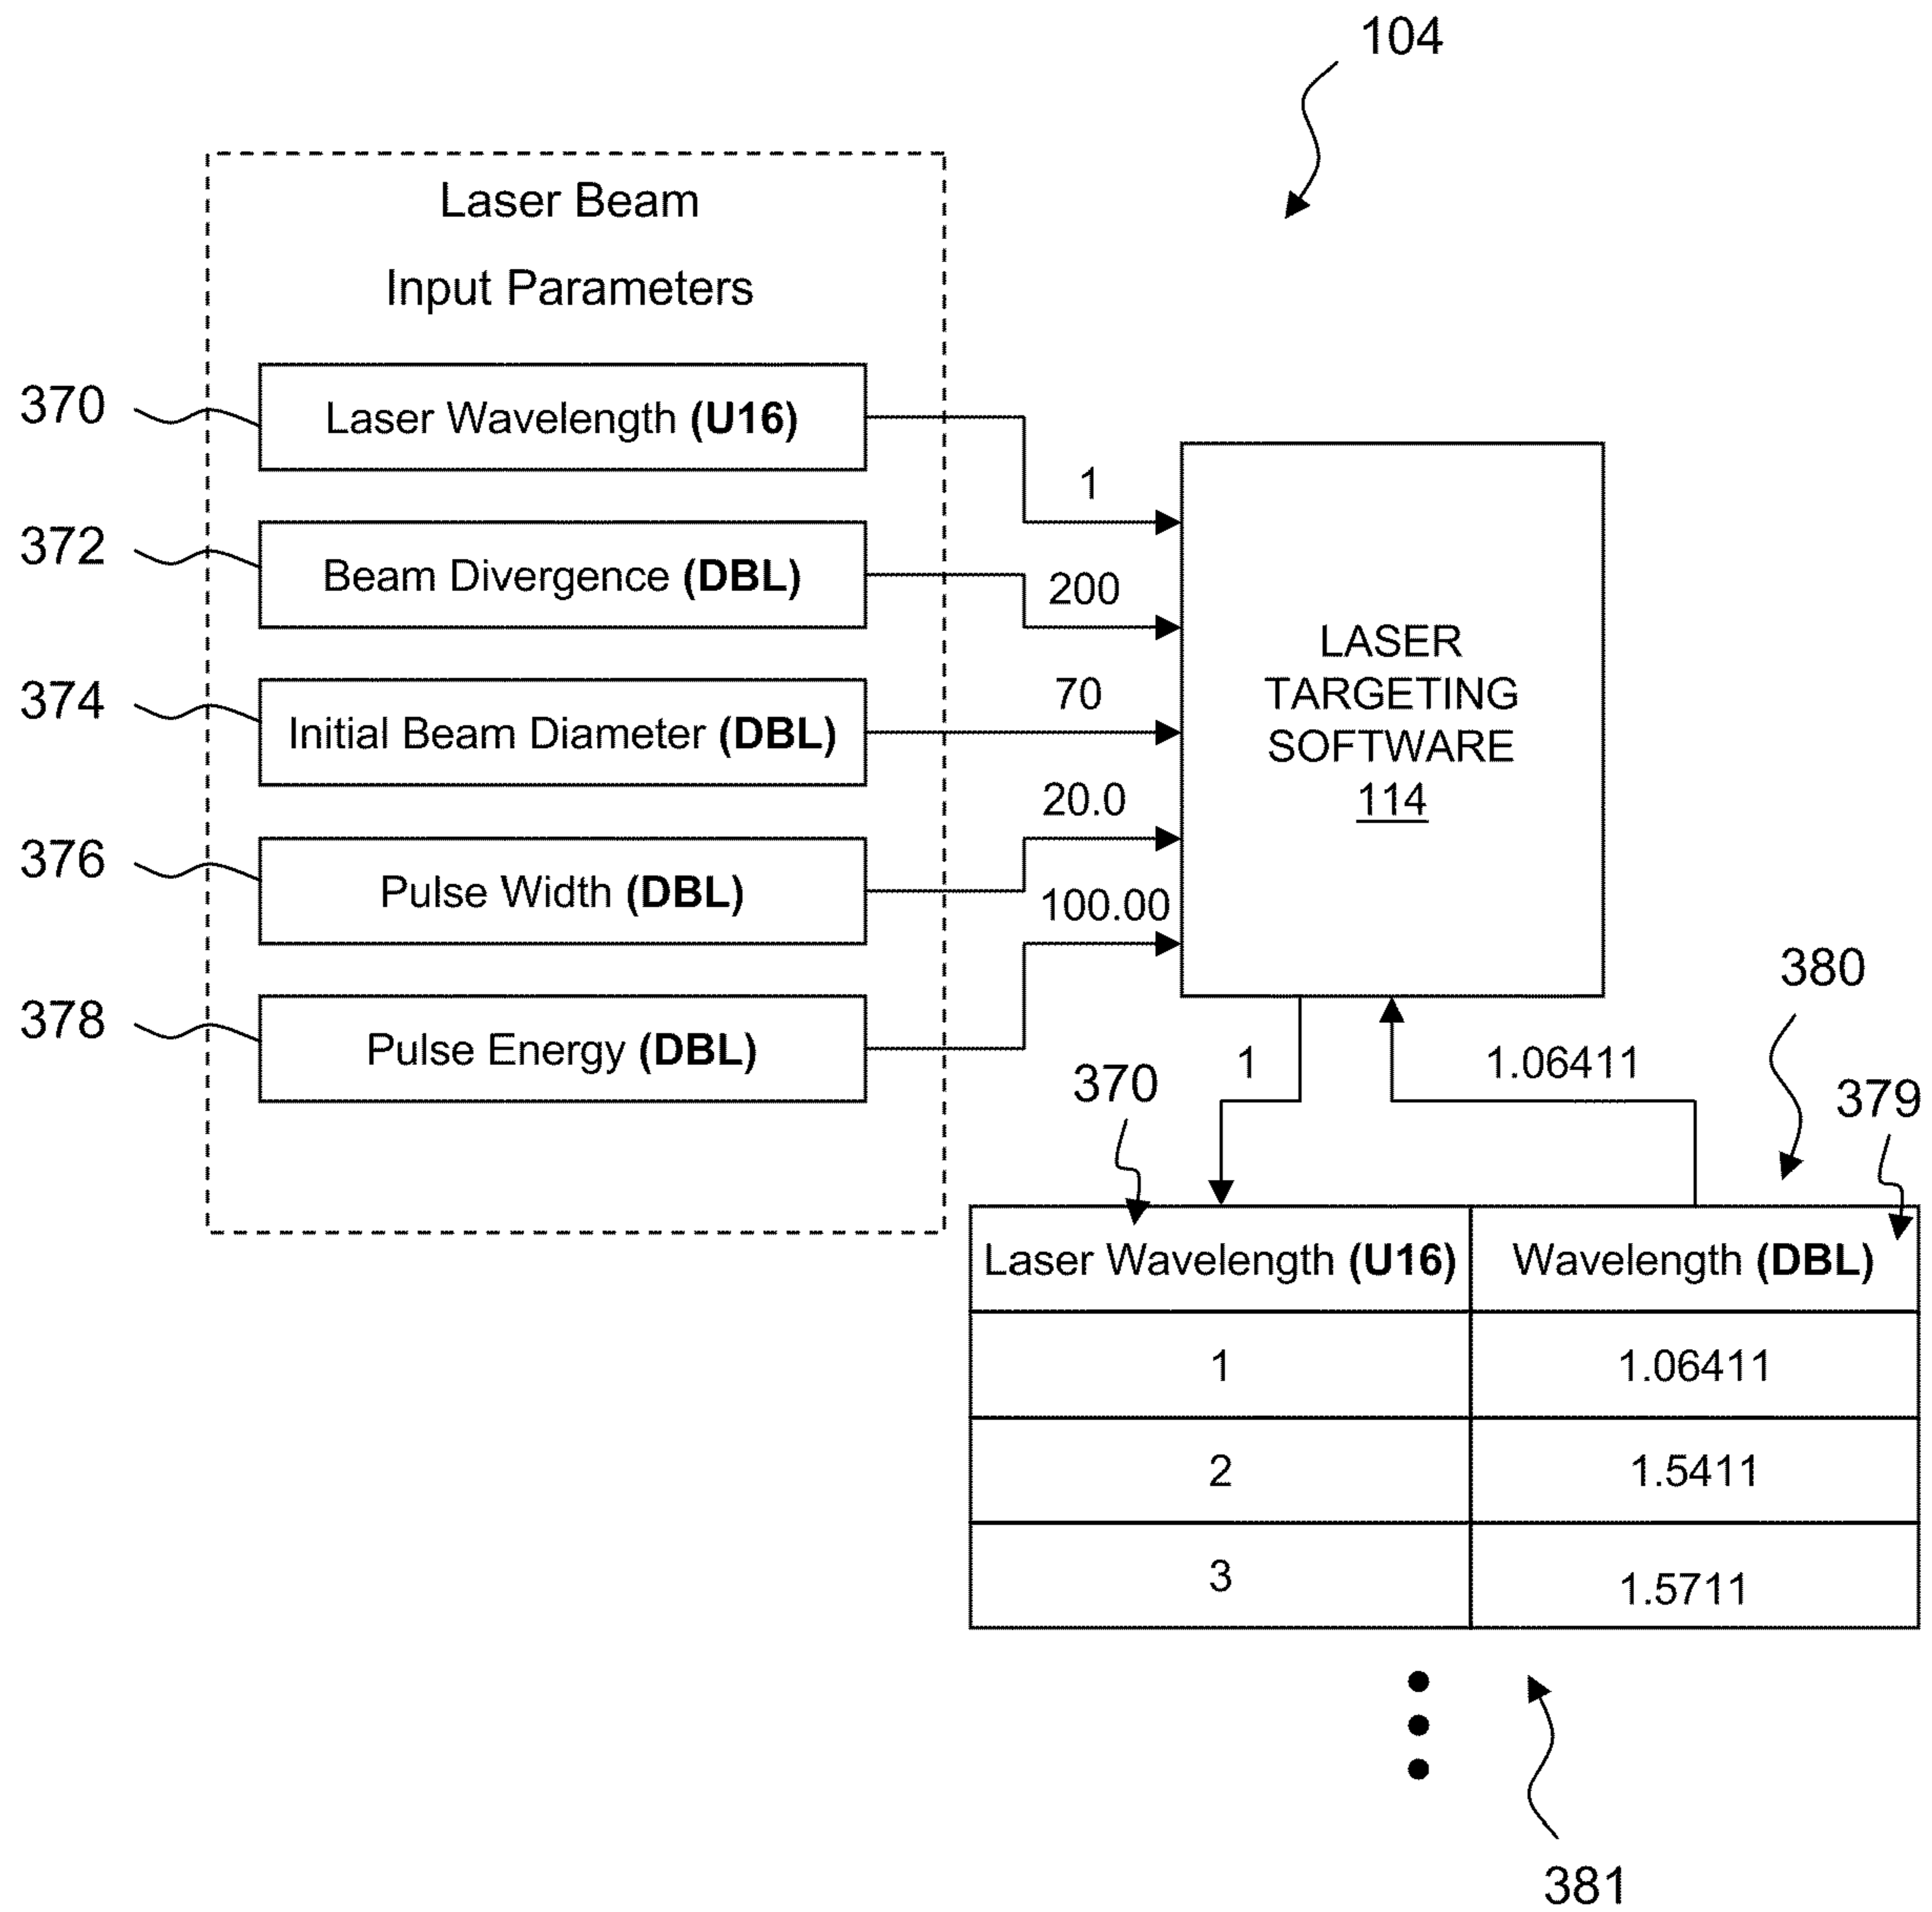 104
Laser Beam
Input Parameters
370
Laser Wavelength (U16)
1
372
Beam Divergence (DBL)
200
374
Initial Beam Diameter (DBL)
70
376
Pulse Width (DBL)
20.0
378
Pulse Energy (DBL)
100.00
LASER
TARGETING
SOFTWARE
114
380
370
1
1.06411
379
Laser Wavelength (U16) Wavelength (DBL)
1 1.06411
2 1.5411
3 1.5711
381